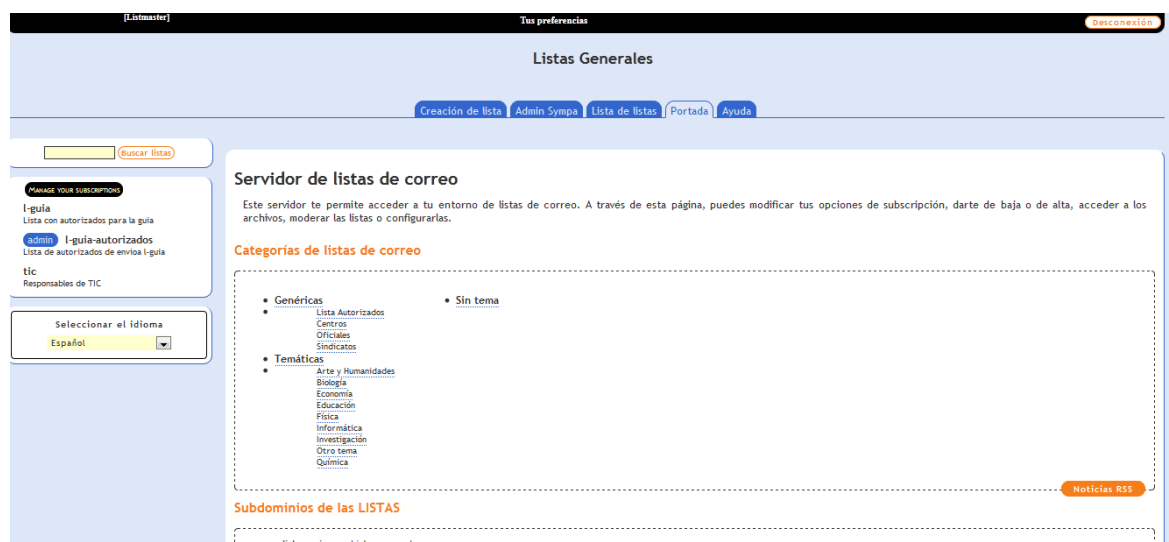 [Listmaster]
Tus preferencias
Desconexión
Listas Generales
Creación de lista
Admin Sympa
Lista de listas
Portada
Ayuda
Buscar listas
MANAGE YOUR SUBSCRIPTIONS
l-guia
Lista con autorizados para la guia
admin l-guia-autorizados
Lista de autorizados de envioa l-guia
tic
Responsables de TIC
Seleccionar el idioma
Español
Servidor de listas de correo
Este servidor te permite acceder a tu entorno de listas de correo. A través de esta página, puedes modificar tus opciones de subscripción, darte de baja o de alta, acceder a los
archivos, moderar las listas o configurarlas.
Categorías de listas de correo
Genéricas
Lista Autorizados
Centros
Oficiales
Sindicatos
Temáticas
Arte y Humanidades
Biología
Economía
Educación
Física
Informática
Investigación
Otro tema
Química
Sin tema
Noticias RSS
Subdominios de las LISTAS